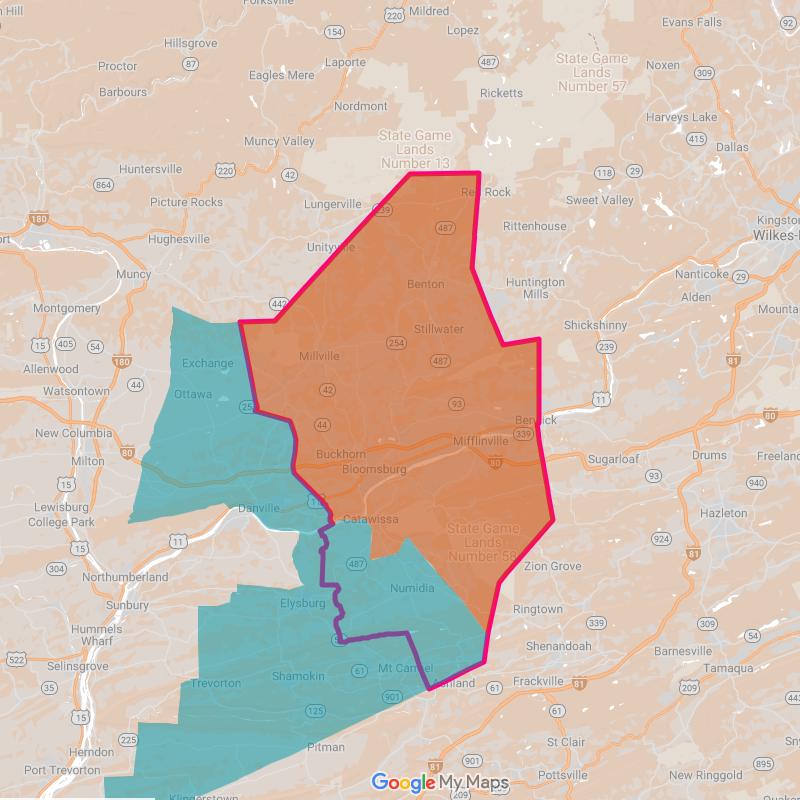 Mildred
220
154
Lopez
92
Evans Falls
Hillsgrove
Proctor
87
Laporte
487
State Game
Lands
Number 57
Noxen
309
Eagles Mere
Barbours
Ricketts
Nordmont
Harveys Lake
State Game
Lands
Number 13
415
Muncy Valley
Dallas
Huntersville
220
42
118
29
864
Red Rock
Picture Rocks
Lungerville
239
Sweet Valley
180
487
Rittenhouse
Kingston
Hughesville
Unityville
Muncy
Nanticoke
29
Benton
Huntington
Mills
Alden
442
Montgomery
Stillwater
Shickshinny
15
405
54
254
239
180
Millville
487
81
Allenwood
Exchange
44
42
11
Watsontown
Ottawa
93
80
44
339
New Columbia
Mifflinville
Buckhorn
80
Drums
Milton
Bloomsburg
80
Sugarloaf
93
940
15
Lewisburg
College Park
Danville
Catawissa
Hazleton
State Game
Lands
Number 58
11
924
81
304
487
Zion Grove
Northumberland
Numidia
Sunbury
Elysburg
Ringtown
339
309
Hummels
Wharf
54
Shenandoah
522
Barnesville
Selinsgrove
61
Tamaqua
35
Trevorton
Shamokin
Mt Carmel
61
Frackville
81
209
15
901
125
61
225
St Clair
Herndon
Pitman
81
901
895
Port Trevorton
Pottsville
New Ringgold
Google My Maps
209
Klingerstown